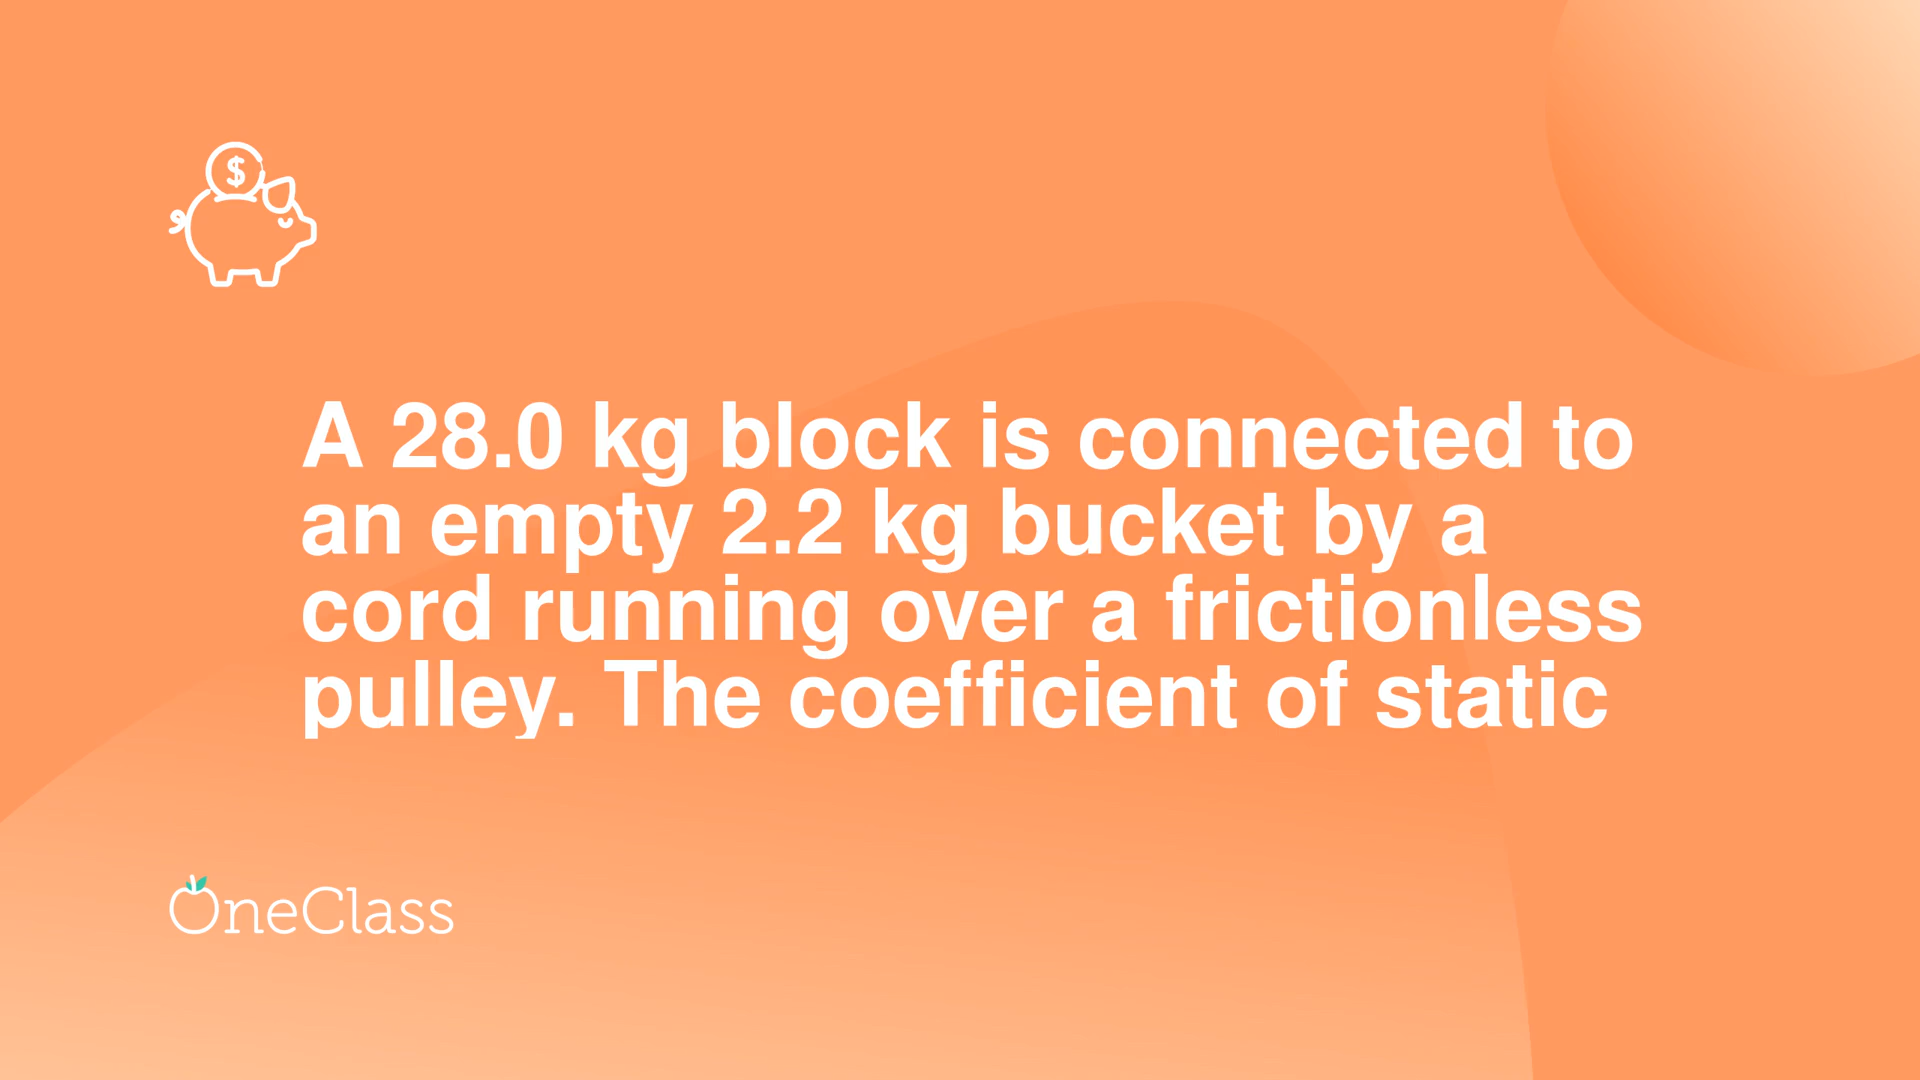 $
A 28.0 kg block is connected to
an empty 2.2 kg bucket by a
cord running over a frictionless
pulley. The coefficient of static
OneClass